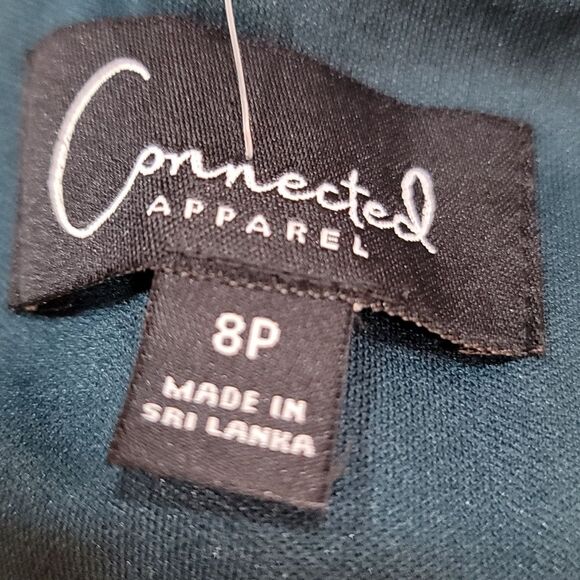 Connected
APPAREL
8P
MADE IN
SRI LANKA